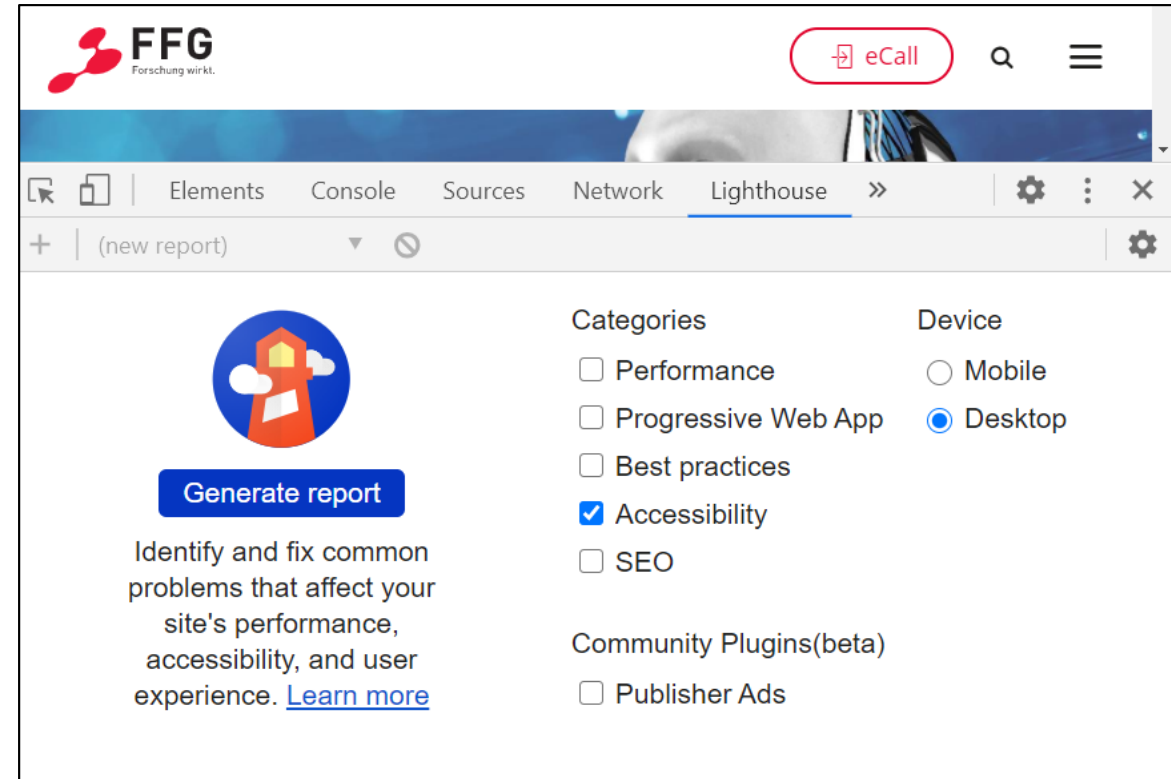 FFG
Forschung wirkt.
eCall
Elements Console Sources Network Lighthouse »
(new report)
Generate report
Identify and fix common
problems that affect your
site's performance,
accessibility, and user
experience. Learn more
Categories
Performance
Progressive Web App
Best practices
Accessibility
SEO
Community Plugins(beta)
Publisher Ads
Device
Mobile
Desktop